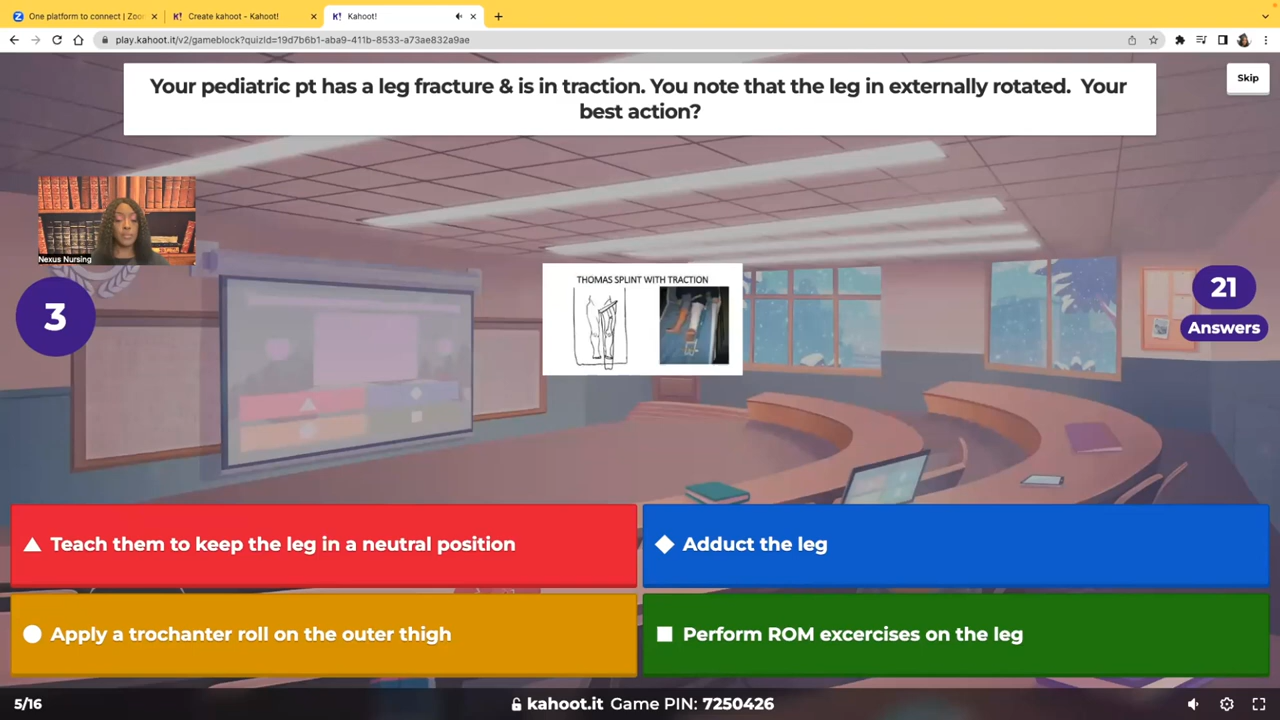 One platform to connect | Zoo
Create kahoot - Kahoot!
Kahoot!
play.kahoot.it/v2/gameblock?quizId=19d7b6b1-aba9-411b-8533-a73ae832a9ae
Your pediatric pt has a leg fracture & is in traction. You note that the leg in externally rotated. Your
best action?
Skip
Nexus Nursing
THOMAS SPLINT WITH TRACTION
3
21
Answers
Teach them to keep the leg in a neutral position
Adduct the leg
Apply a trochanter roll on the outer thigh
Perform ROM excercises on the leg
5/16
kahoot.it Game PIN: 7250426